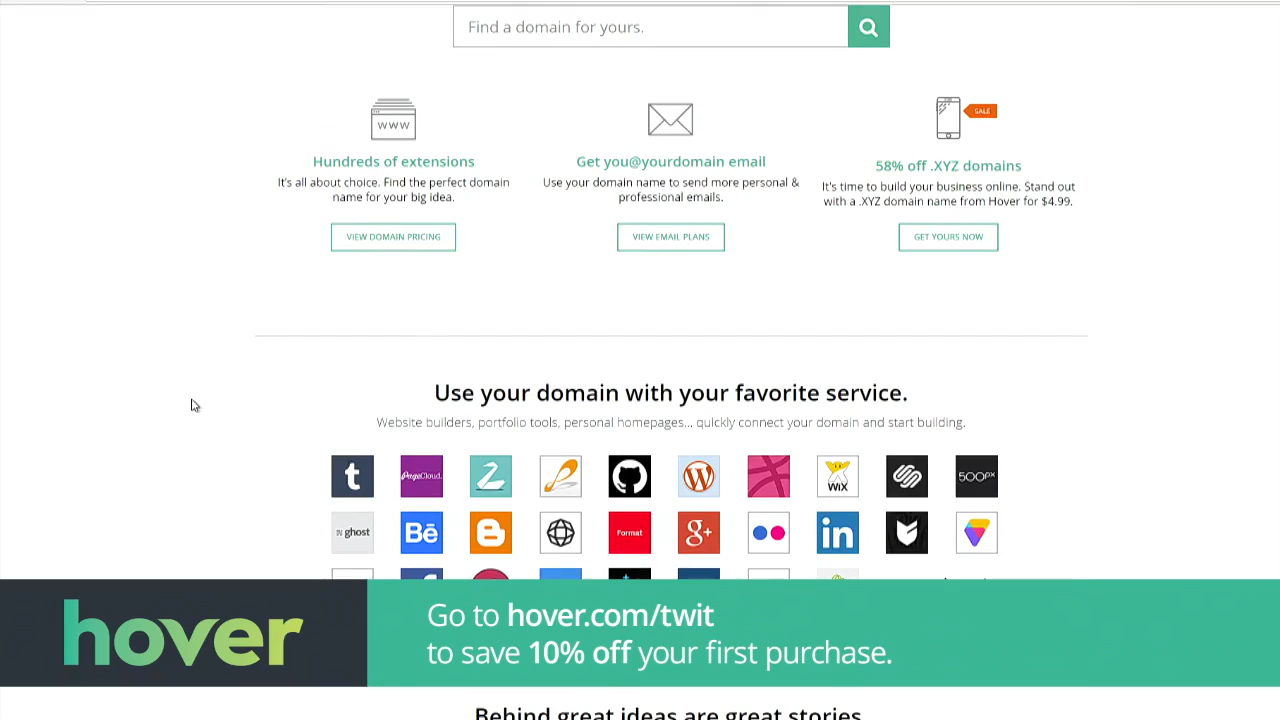 Find a domain for yours.
www
SALE
Hundreds of extensions
It's all about choice. Find the perfect domain
name for your big idea.
VIEW DOMAIN PRICING
Get you@yourdomain email
Use your domain name to send more personal &
professional emails.
VIEW EMAIL PLANS
58% off .XYZ domains
It's time to build your business online. Stand out
with a .XYZ domain name from Hover for $4.99.
GET YOURS NOW
Use your domain with your favorite service.
Website builders, portfolio tools, personal homepages... quickly connect your domain and start building.
t
PageCloud
WiX
500px
ghost
Bē
Format
g+
in
hover
Go to hover.com/twit
to save 10% off your first purchase.
Behind great ideas are great stories.